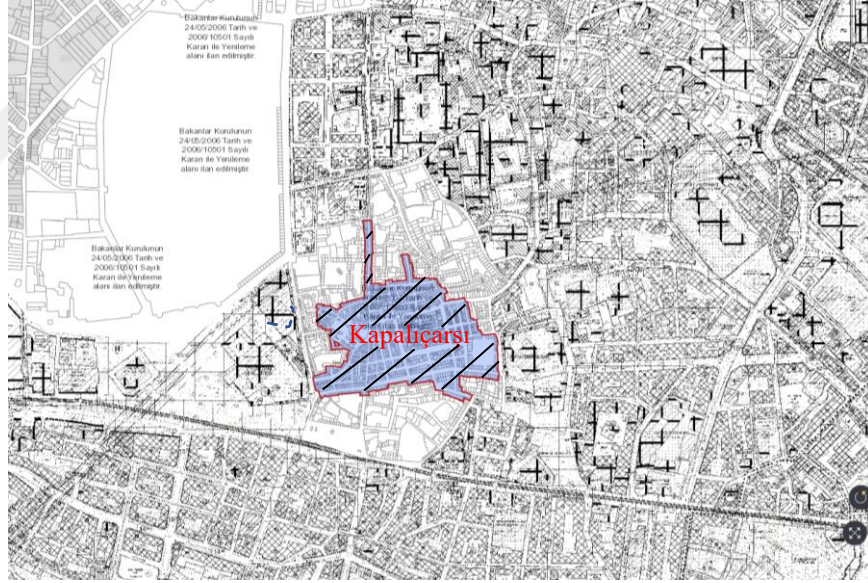 Bakanlar Kurulunun
24/05/2006 Tarih ve
2006/10501 Sayılı
Kararı ile Yenileme
alanı ilan edilmiştir.
Bakanlar Kurulunun
24/05/2006 Tarih ve
2006/10501 Sayılı
Kararı ile Yenileme
alanı ilan edilmiştir.
Bakanlar Kurulunun
24/05/2006 Tarih ve
2006/10501 Sayılı
Kararı ile Yenileme
alanı ilan edilmiştir.
Kapalıçarşı